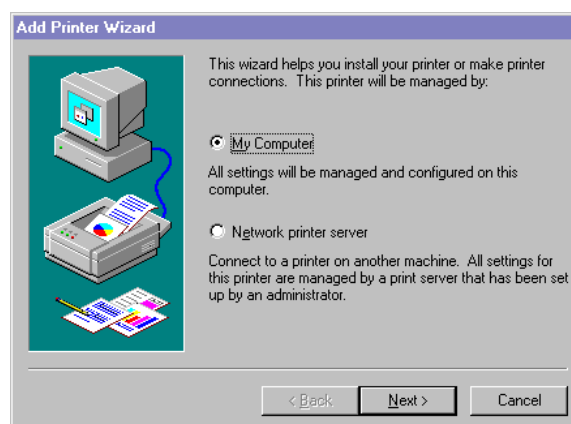 Add Printer Wizard
This wizard helps you install your printer or make printer
connections. This printer will be managed by:
My Computer
All settings will be managed and configured on this
computer.
Network printer server
Connect to a printer on another machine. All settings for
this printer are managed by a print server that has been set
up by an administrator.
< Back
Next >
Cancel